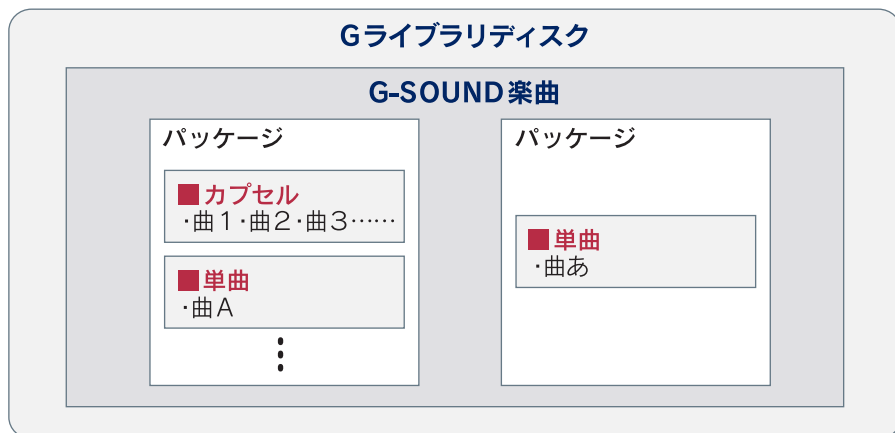 Gライブラリディスク
G-SOUND楽曲
パッケージ
■カプセル
・曲1・曲2・曲3……
■単曲
・曲A
パッケージ
■単曲
・曲あ